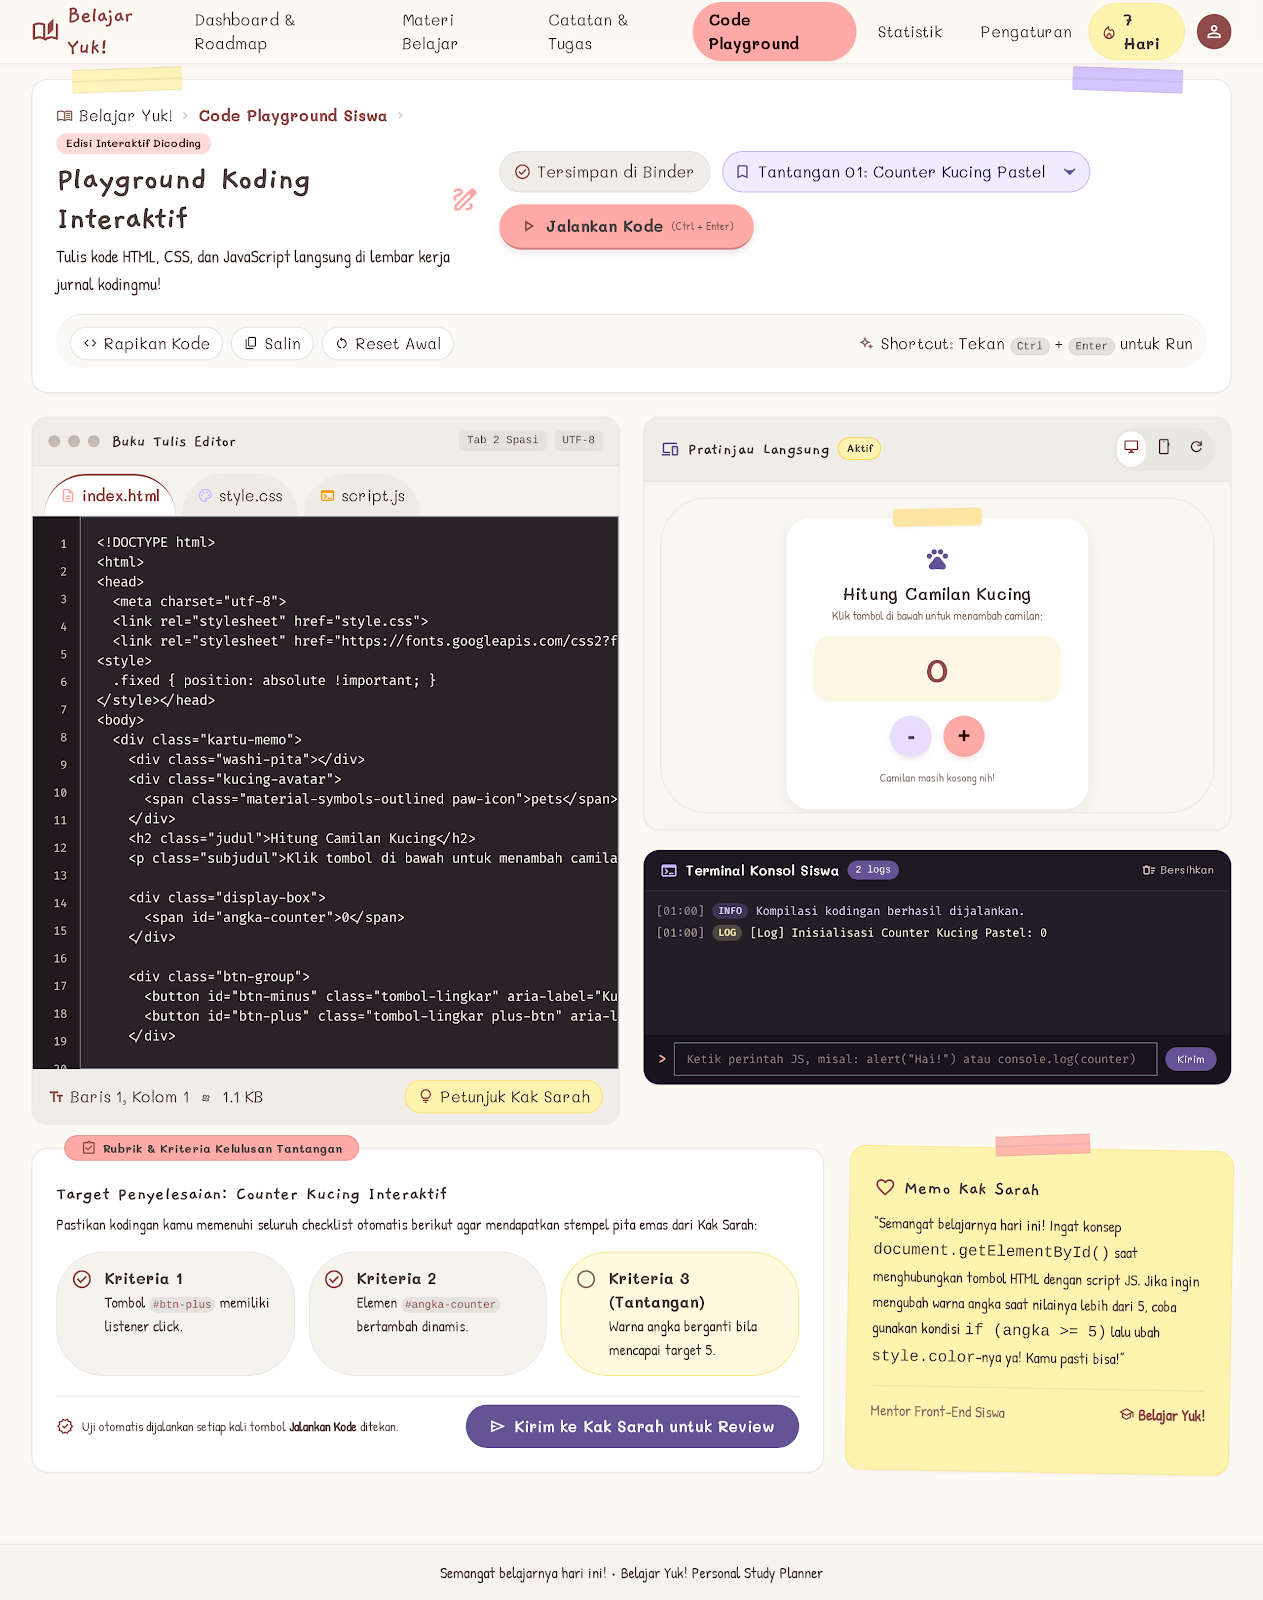 Belajar Yuk!
Dashboard & Roadmap
Materi Belajar
Catatan & Tugas
Code Playground
Statistik
Pengaturan
7 Hari
Belajar Yuk!
Code Playground Siswa
Edisi Interaktif Dicoding
Playground Koding
Interaktif
Tulis kode HTML, CSS, dan JavaScript langsung di lembar kerja
jurnal kodingmu!
Tersimpan di Binder
Tantangan 01: Counter Kucing Pastel
Jalankan Kode (Ctrl + Enter)
Rapikan Kode
Salin
Reset Awal
Shortcut: Tekan Ctrl + Enter untuk Run
Buku Tulis Editor
Tab 2 Spasi
UTF-8
index.html
style.css
script.js
1
2
3
4
5
6
7
8
9
10
11
12
13
14
15
16
17
18
19
20
<!DOCTYPE html>
<html>
<head>
<meta charset="utf-8">
<link rel="stylesheet" href="style.css">
<link rel="stylesheet" href="https://fonts.googleapis.com/css2?f
<style>
.fixed { position: absolute !important; }
</style></head>
<body>
<div class="kartu-memo">
<div class="washi-pita"></div>
<div class="kucing-avatar">
<span class="material-symbols-outlined paw-icon">pets</span>
</div>
<h2 class="judul">Hitung Camilan Kucing</h2>
<p class="subjudul">Klik tombol di bawah untuk menambah camila
<div class="display-box">
<span id="angka-counter">0</span>
</div>
<div class="btn-group">
<button id="btn-minus" class="tombol-lingkar" aria-label="Ku
<button id="btn-plus" class="tombol-lingkar plus-btn" aria-l
</div>
Baris 1, Kolom 1
1.1 KB
Petunjuk Kak Sarah
Pratinjau Langsung
Aktif
Hitung Camilan Kucing
Klik tombol di bawah untuk menambah camilan:
0
-
+
Camilan masih kosong nih!
Terminal Konsol Siswa
2 logs
Bersihkan
[01:00] INFO Kompilasi kodingan berhasil dijalankan.
[01:00] LOG [Log] Inisialisasi Counter Kucing Pastel: 0
> Ketik perintah JS, misal: alert("Hai!") atau console.log(counter)
Kirim
Rubrik & Kriteria Kelulusan Tantangan
Target Penyelesaian: Counter Kucing Interaktif
Pastikan kodingan kamu memenuhi seluruh checklist otomatis berikut agar mendapatkan stempel pita emas dari Kak Sarah:
Kriteria 1
Tombol #btn-plus memiliki
listener click.
Kriteria 2
Elemen #angka-counter
bertambah dinamis.
Kriteria 3
(Tantangan)
Warna angka berganti bila
mencapai target 5.
Uji otomatis dijalankan setiap kali tombol Jalankan Kode ditekan.
Kirim ke Kak Sarah untuk Review
Memo Kak Sarah
"Semangat belajarnya hari ini! Ingat konsep
document.getElementById() saat
menghubungkan tombol HTML dengan script JS. Jika ingin
mengubah warna angka saat nilainya lebih dari 5, coba
gunakan kondisi if (angka >= 5) lalu ubah
style.color-nya ya! Kamu pasti bisa!"
Mentor Front-End Siswa
Belajar Yuk!
Semangat belajarnya hari ini! • Belajar Yuk! Personal Study Planner